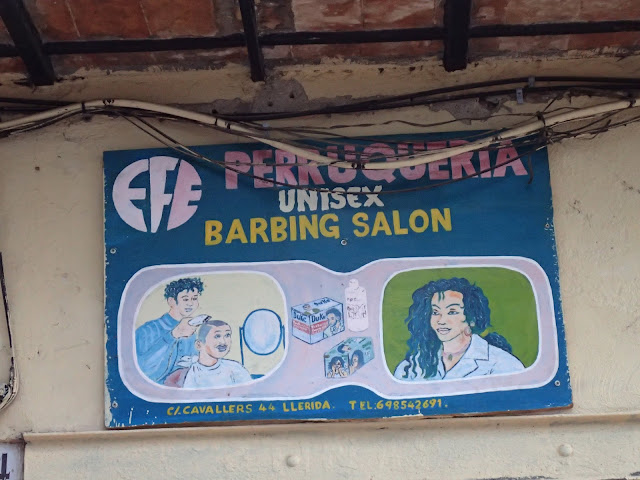 EFE PERRUQUERIA
UNISEX
BARBING SALON
C/. CAVALLERS 44 LLERIDA. TEL. 698542691.